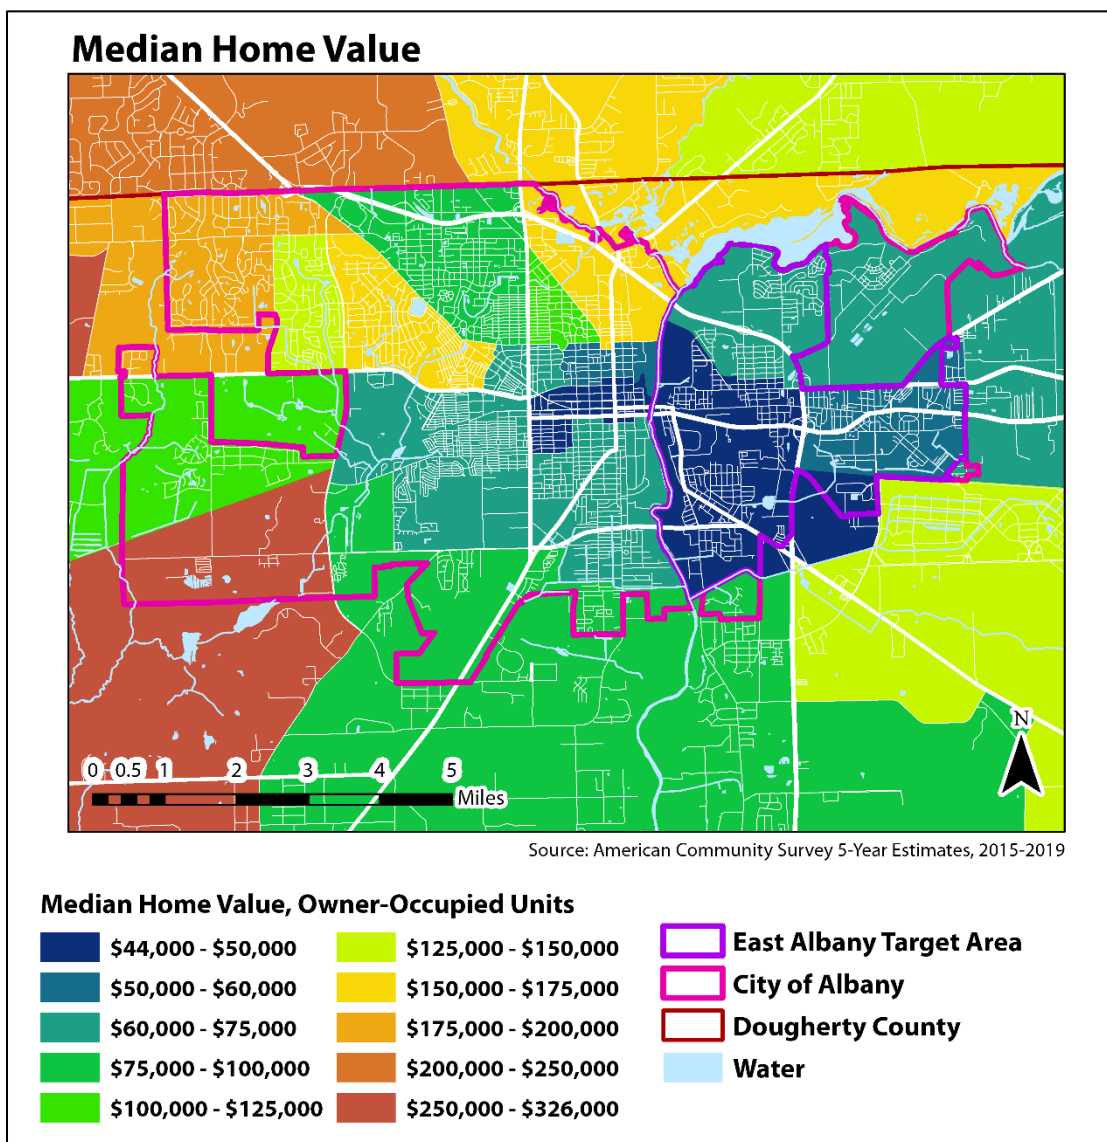 Median Home Value
N
0 0.5 1 2 3 4 5
Miles
Source: American Community Survey 5-Year Estimates, 2015-2019
Median Home Value, Owner-Occupied Units
$44,000 - $50,000
$50,000 - $60,000
$60,000 - $75,000
$75,000 - $100,000
$100,000 - $125,000
$125,000 - $150,000
$150,000 - $175,000
$175,000 - $200,000
$200,000 - $250,000
$250,000 - $326,000
East Albany Target Area
City of Albany
Dougherty County
Water